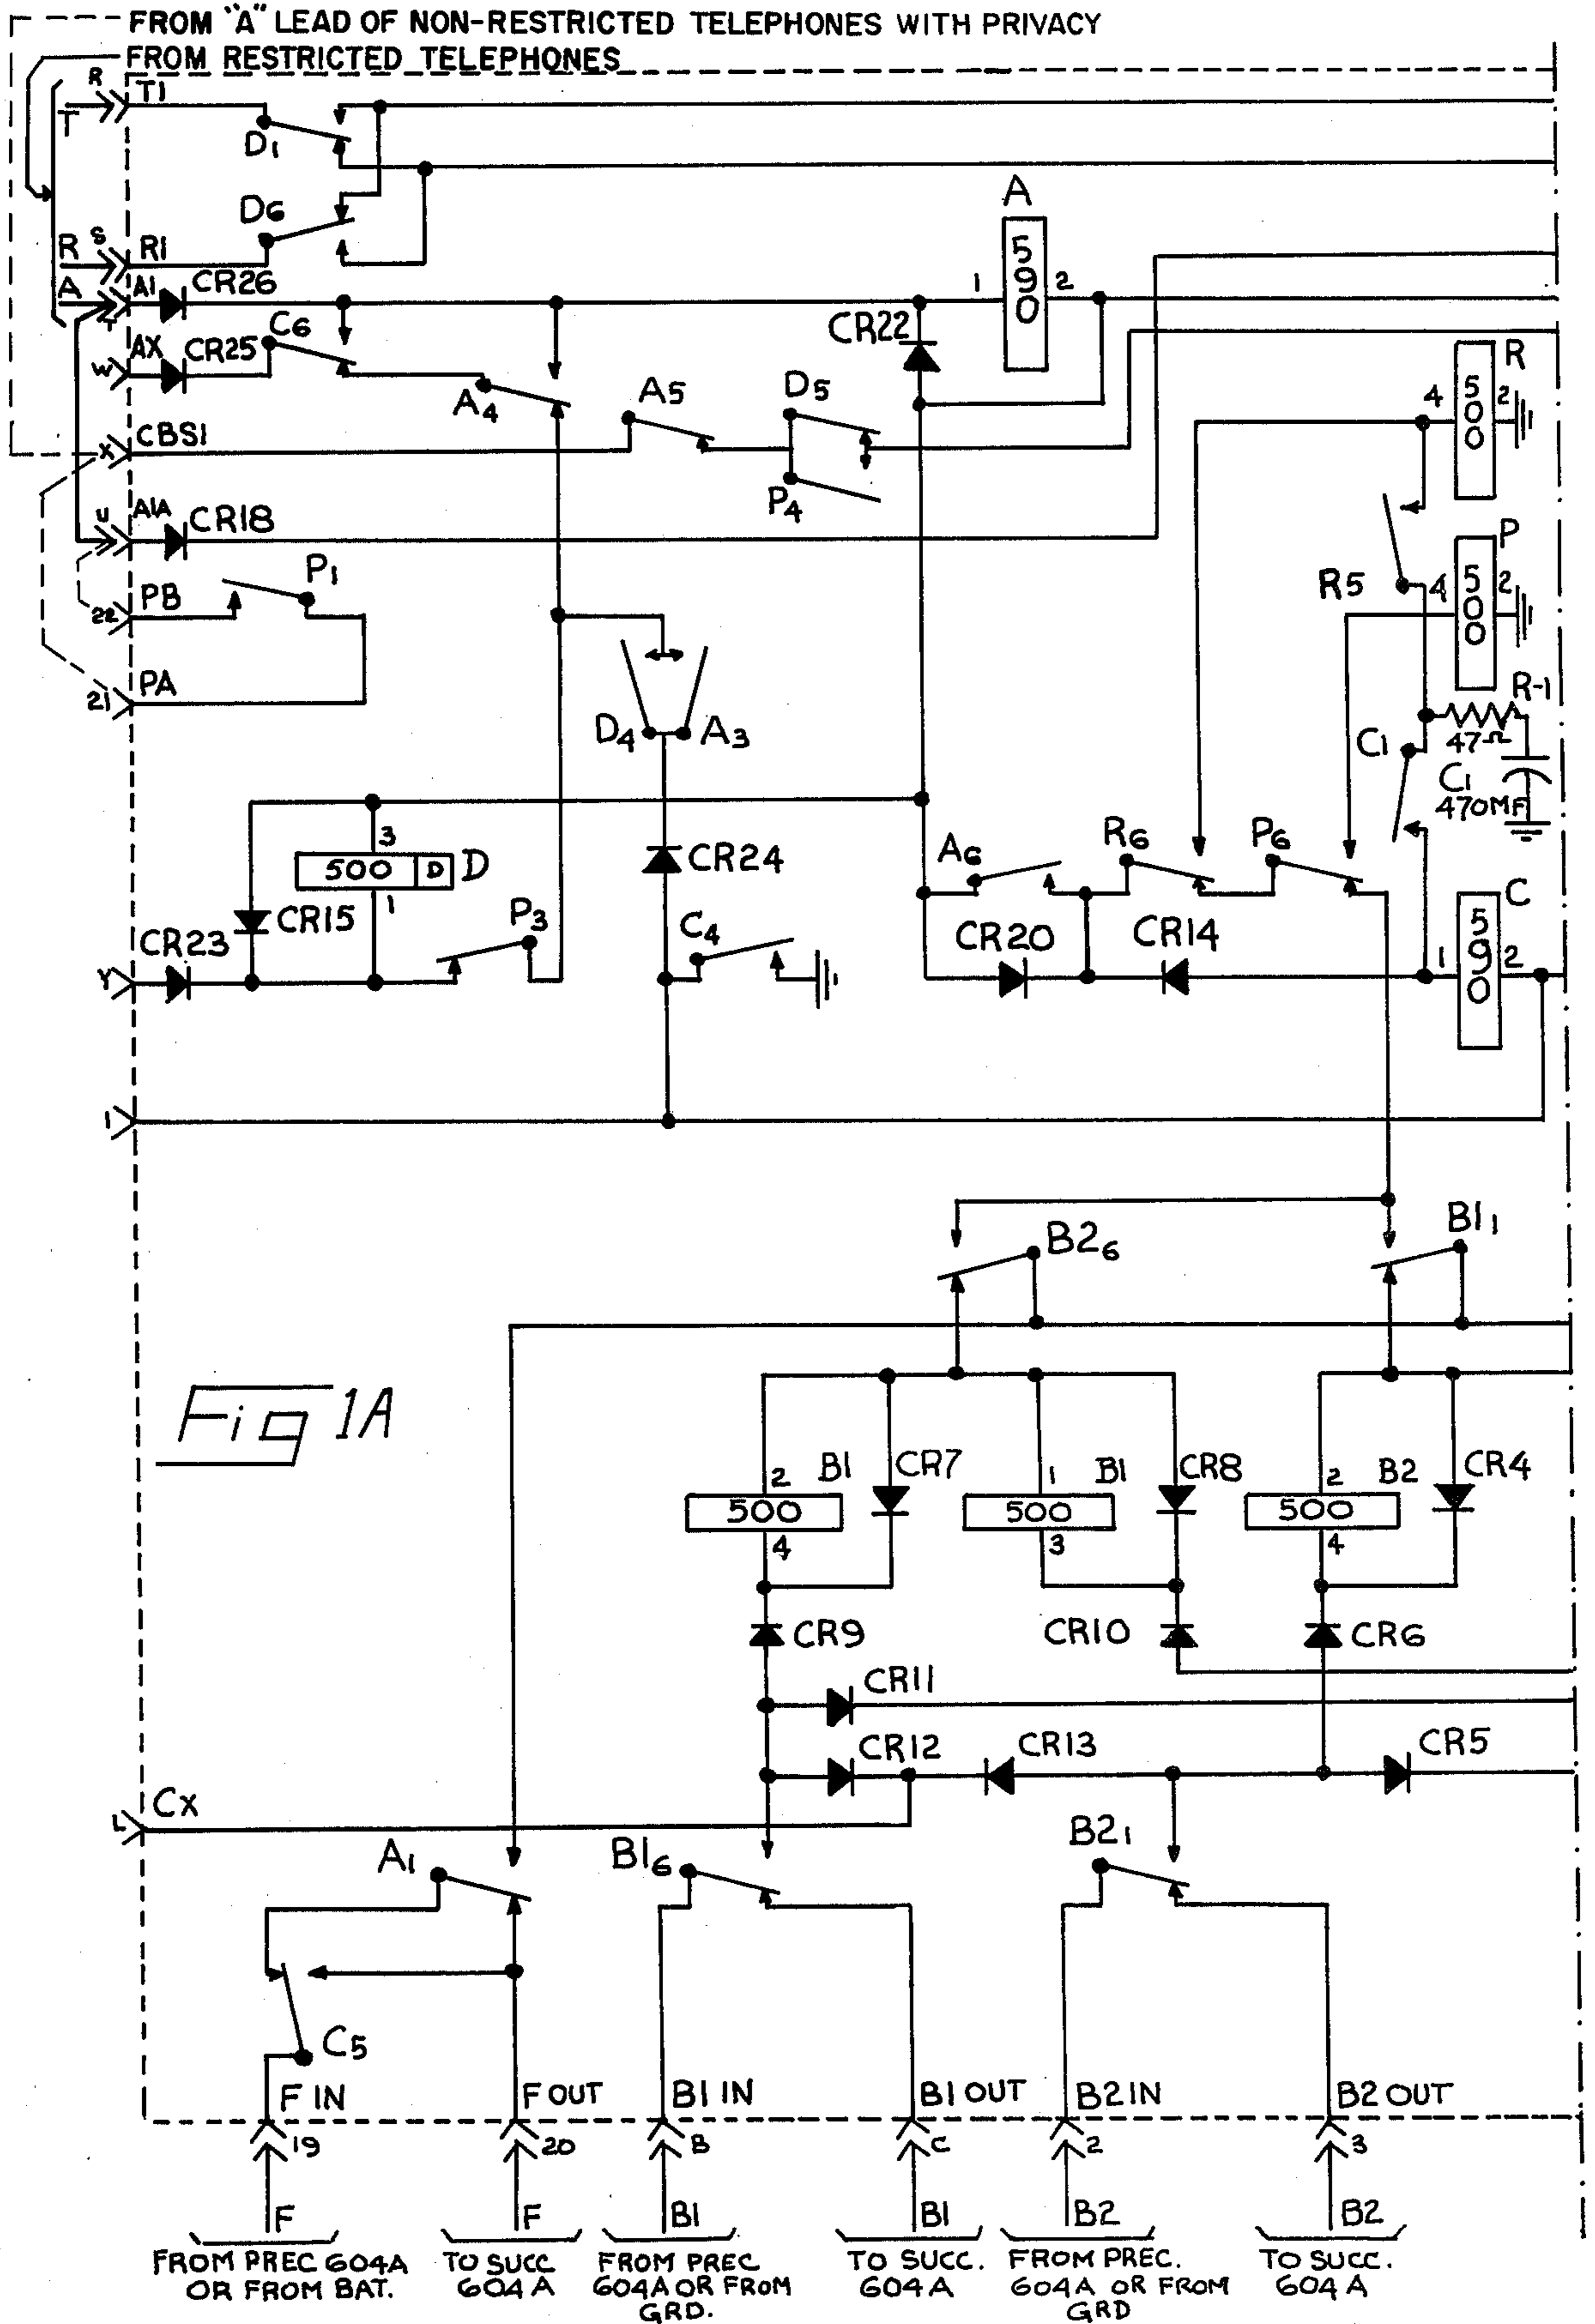 FROM "A" LEAD OF NON-RESTRICTED TELEPHONES WITH PRIVACY
FROM RESTRICTED TELEPHONES
R T1
T
D1
D6
A
R S R1
A A1 CR26
T
590
1 2
C6
CR22
W AX CR25
A4
A5
D5
R
4 500 2
X CBS1
P4
U A1A CR18
P
R5
4 500 2
22 PB
P1
21 PA
R-1
47Ω
D4 A3
C1
C1
470MF
3
500 D D
1
CR24
A6
R6
P6
C
CR15
P3
C4
CR20
CR14
1 590 2
Y CR23
1
B26
B11
Fig 1A
2 B1 CR7
500
4
1 B1 CR8
500
3
2 B2 CR4
500
4
CR9
CR10
CR6
CR11
CR12
CR13
CR5
L CX
A1
B16
B21
C5
F IN F OUT B1 IN B1 OUT B2 IN B2 OUT
19 20 B C 2 3
F F B1 B1 B2 B2
FROM PREC 604A
OR FROM BAT.
TO SUCC
604A
FROM PREC
604A OR FROM
GRD.
TO SUCC.
604A
FROM PREC.
604A OR FROM
GRD
TO SUCC.
604A